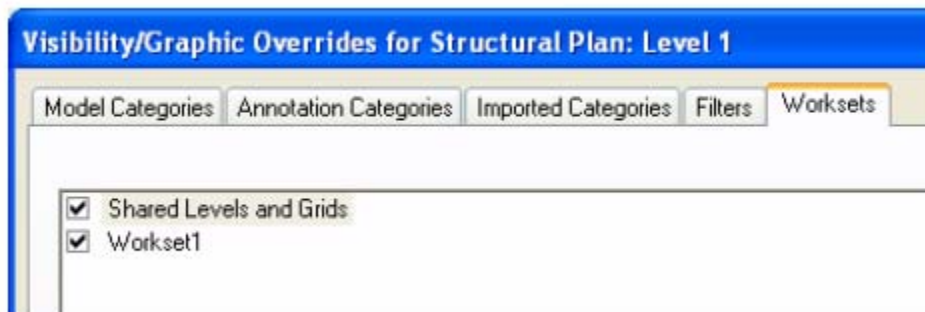 Visibility/Graphic Overrides for Structural Plan: Level 1
Model Categories Annotation Categories Imported Categories Filters Worksets
Shared Levels and Grids
Workset1